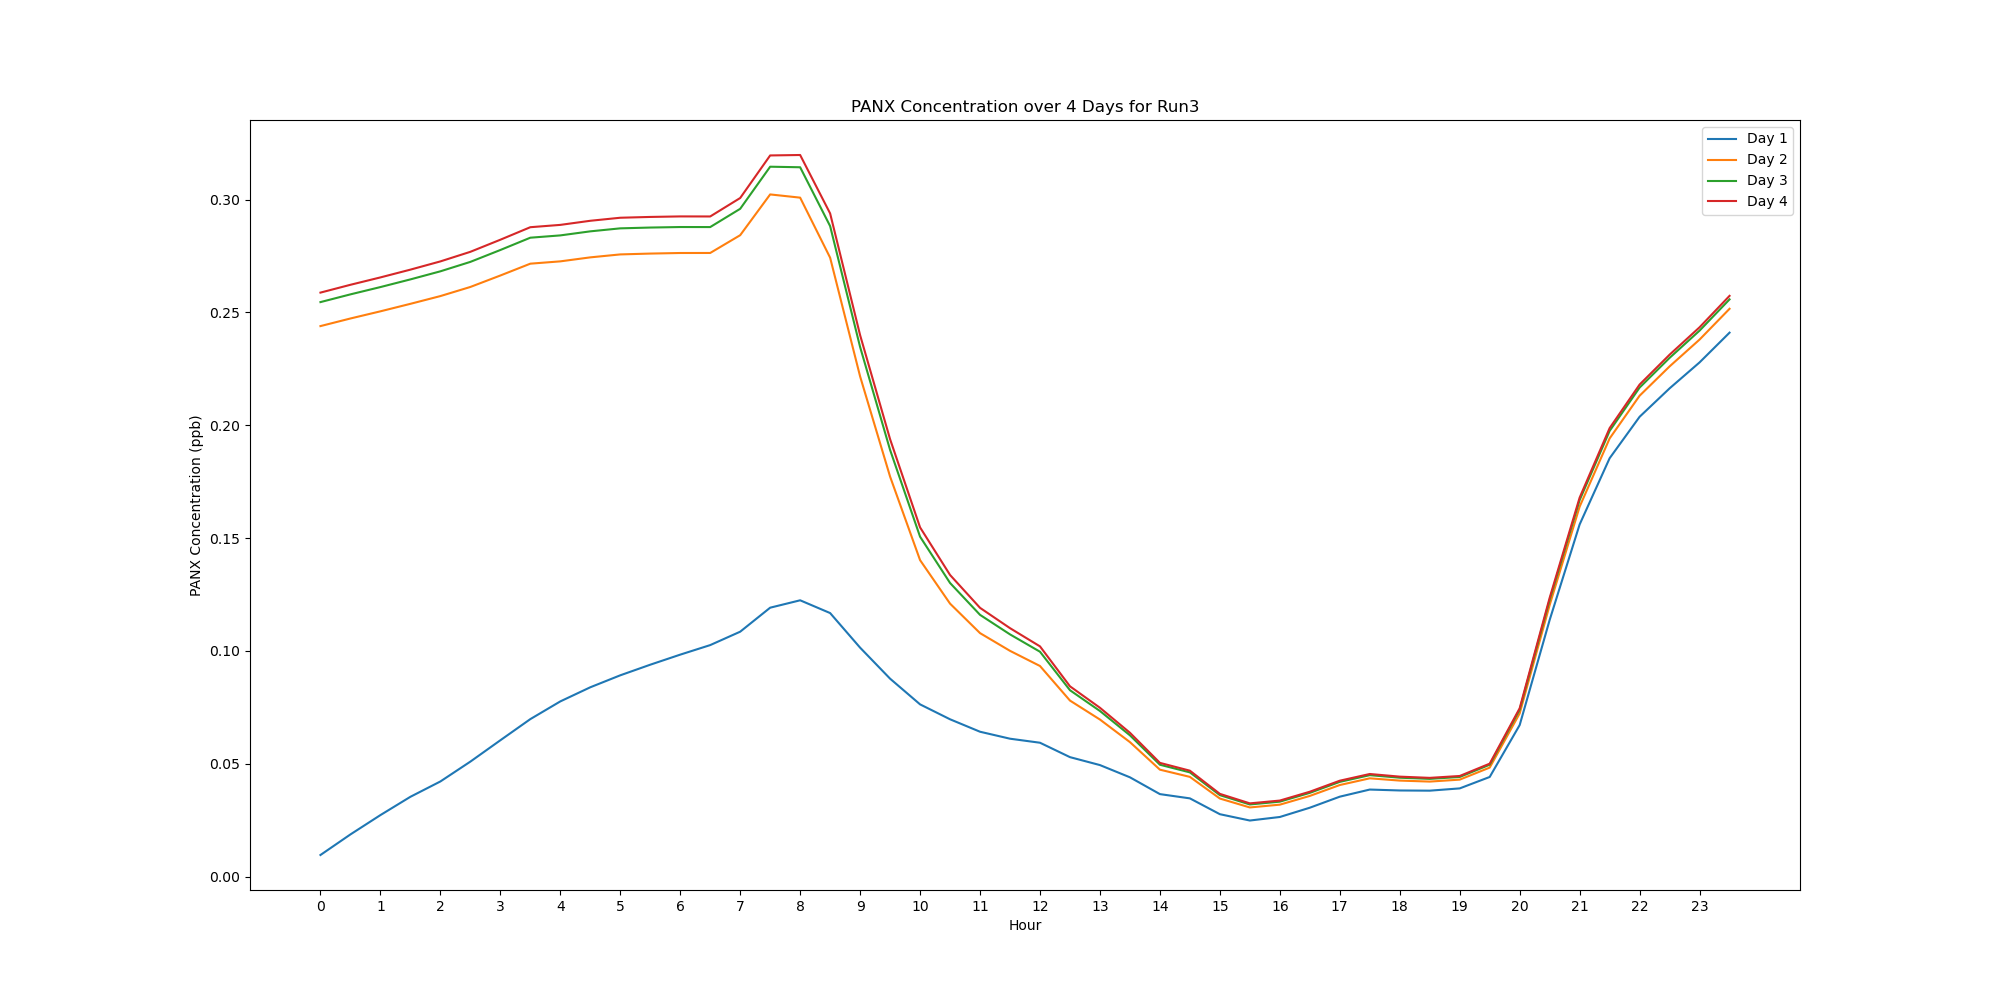 PANX Concentration over 4 Days for Run3
Day 1
Day 2
Day 3
Day 4
PANX Concentration (ppb)
0.30
0.25
0.20
0.15
0.10
0.05
0.00
0 1 2 3 4 5 6 7 8 9 10 11 12 13 14 15 16 17 18 19 20 21 22 23
Hour